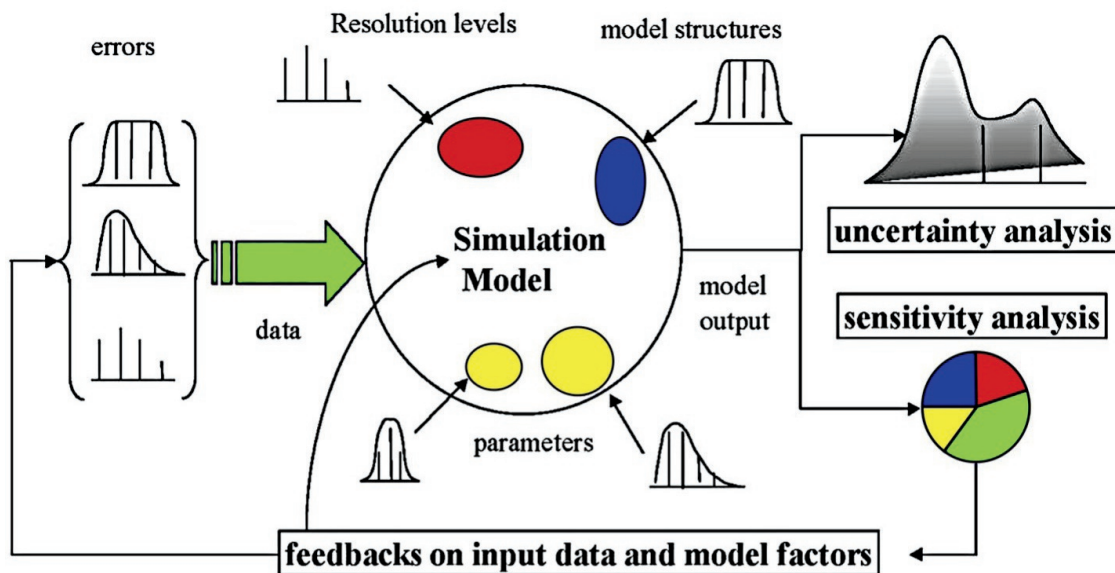 errors
Resolution levels
model structures
Simulation
Model
data
model
output
uncertainty analysis
sensitivity analysis
parameters
feedbacks on input data and model factors